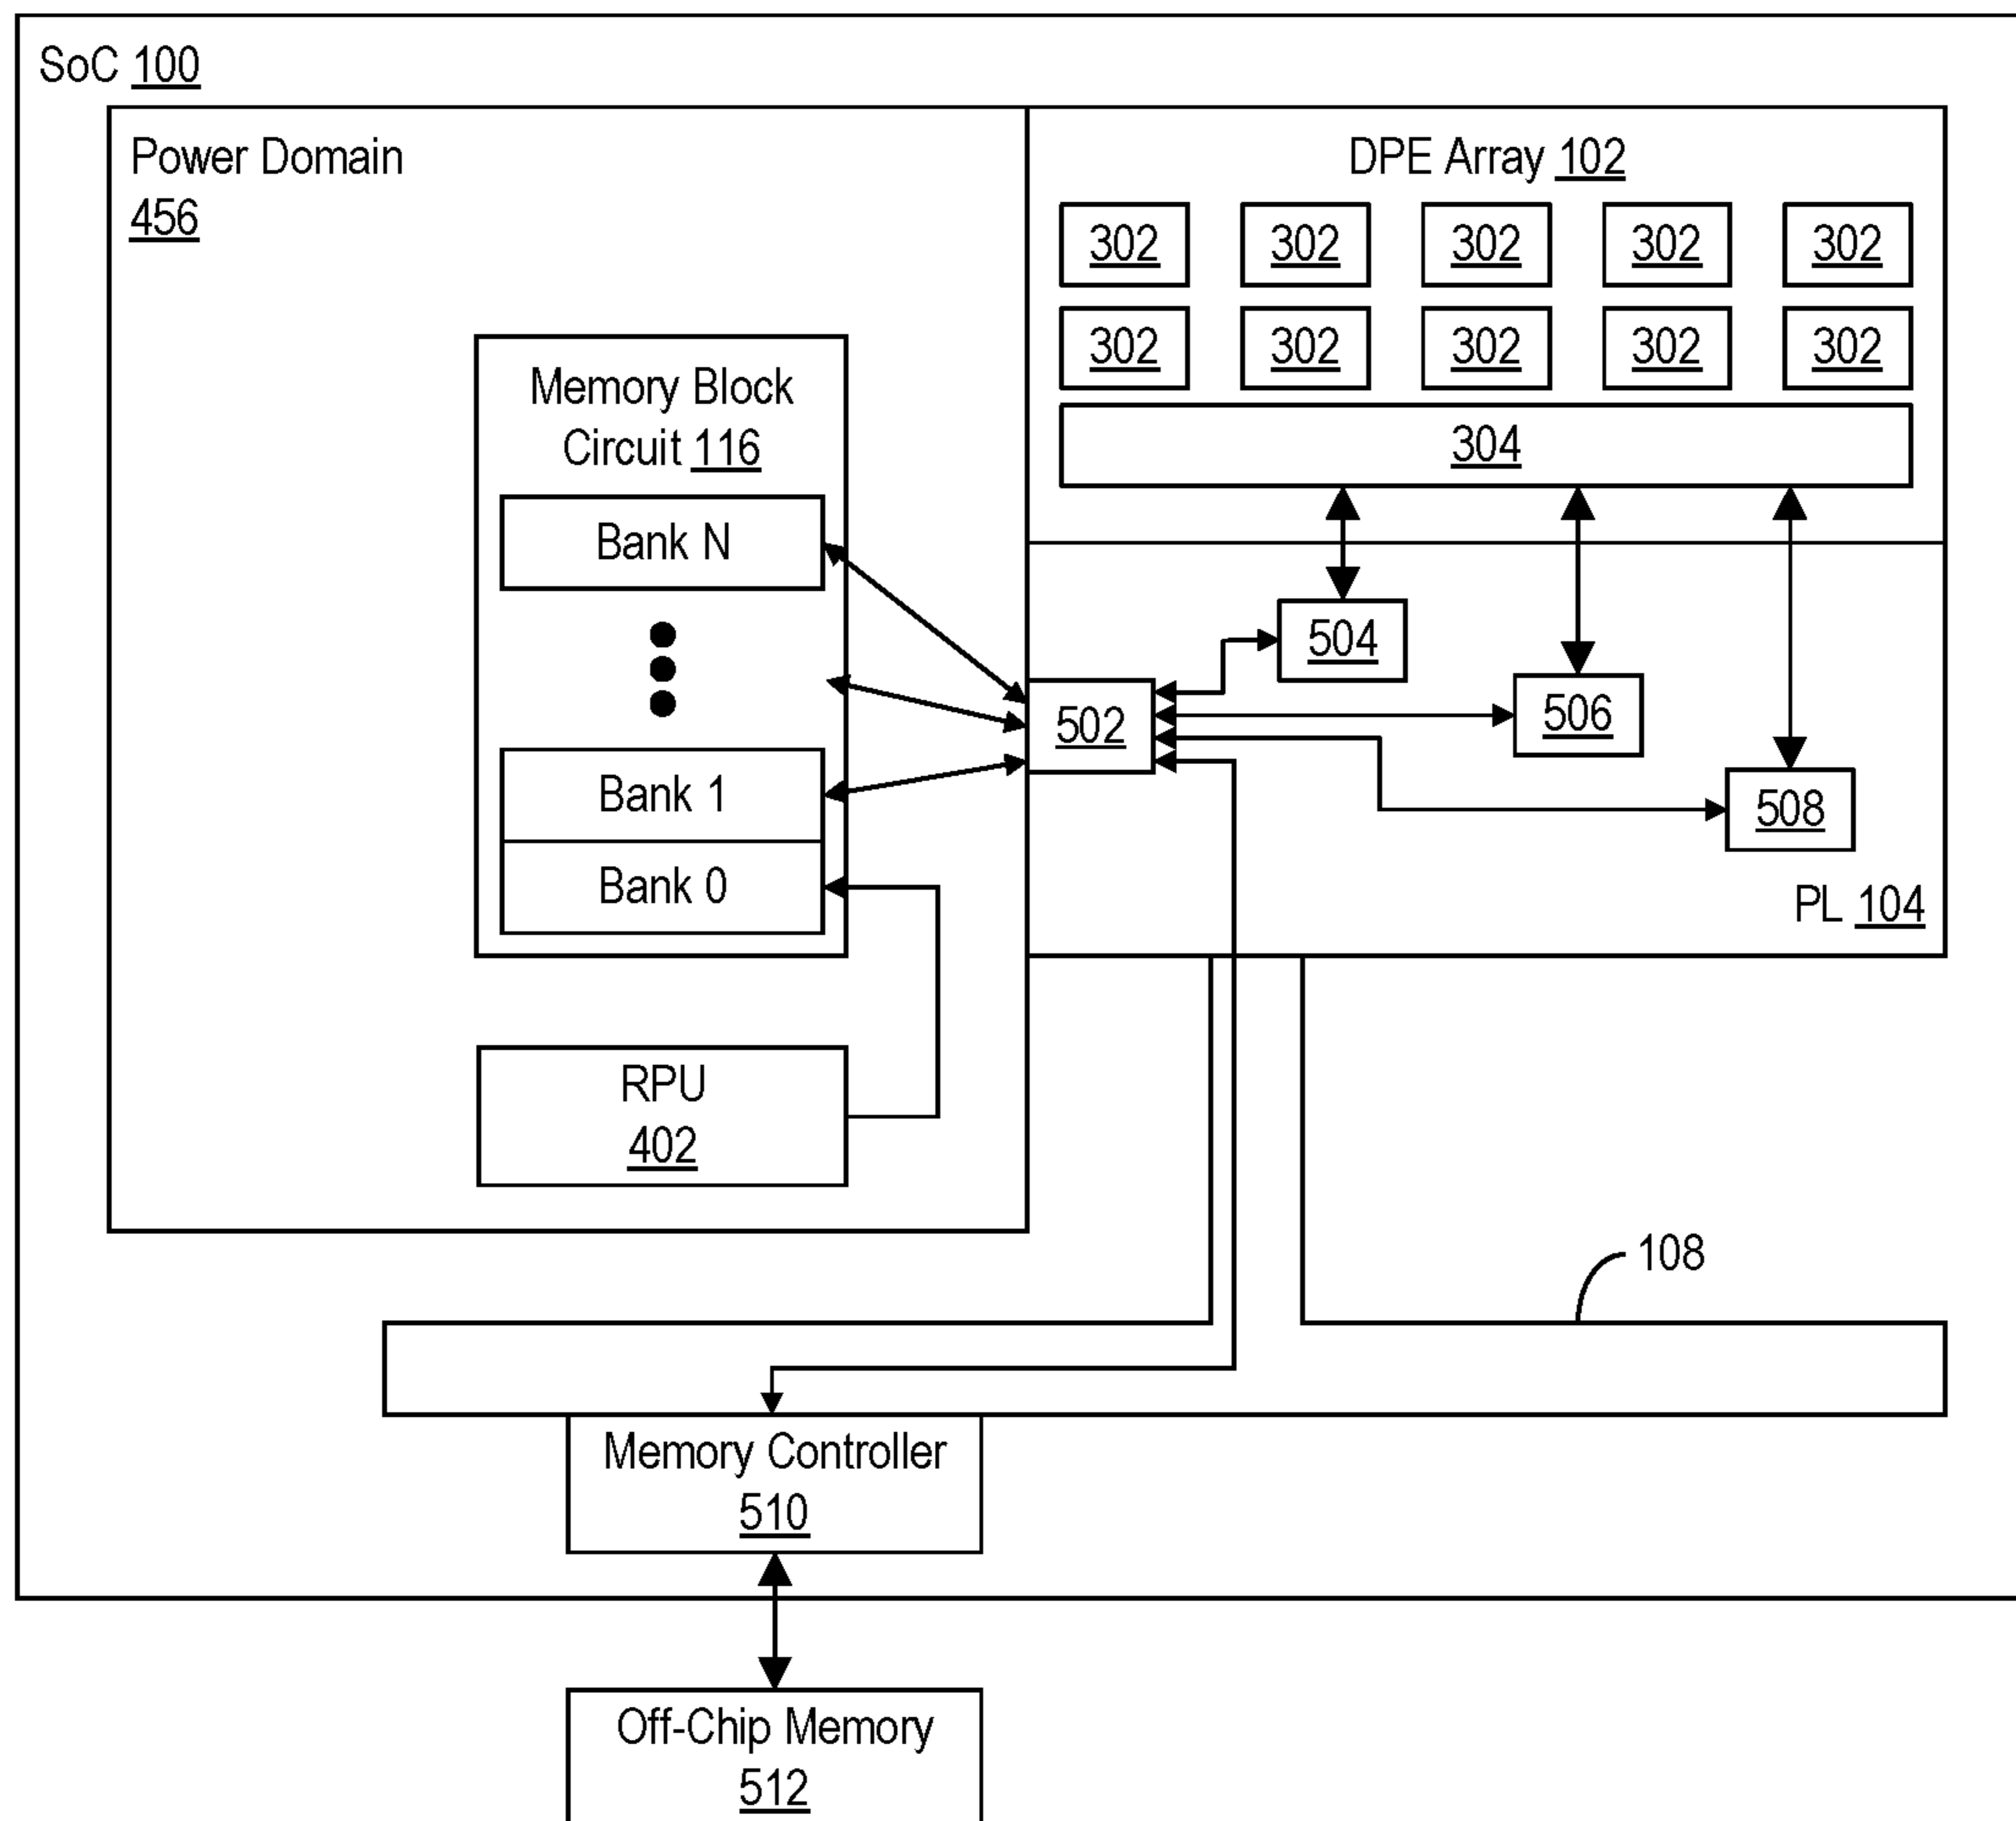 SoC 100
Power Domain
456
DPE Array 102
302 302 302 302 302
302 302 302 302 302
304
Memory Block
Circuit 116
Bank N
Bank 1
Bank 0
502
504
506
508
PL 104
RPU
402
108
Memory Controller
510
Off-Chip Memory
512